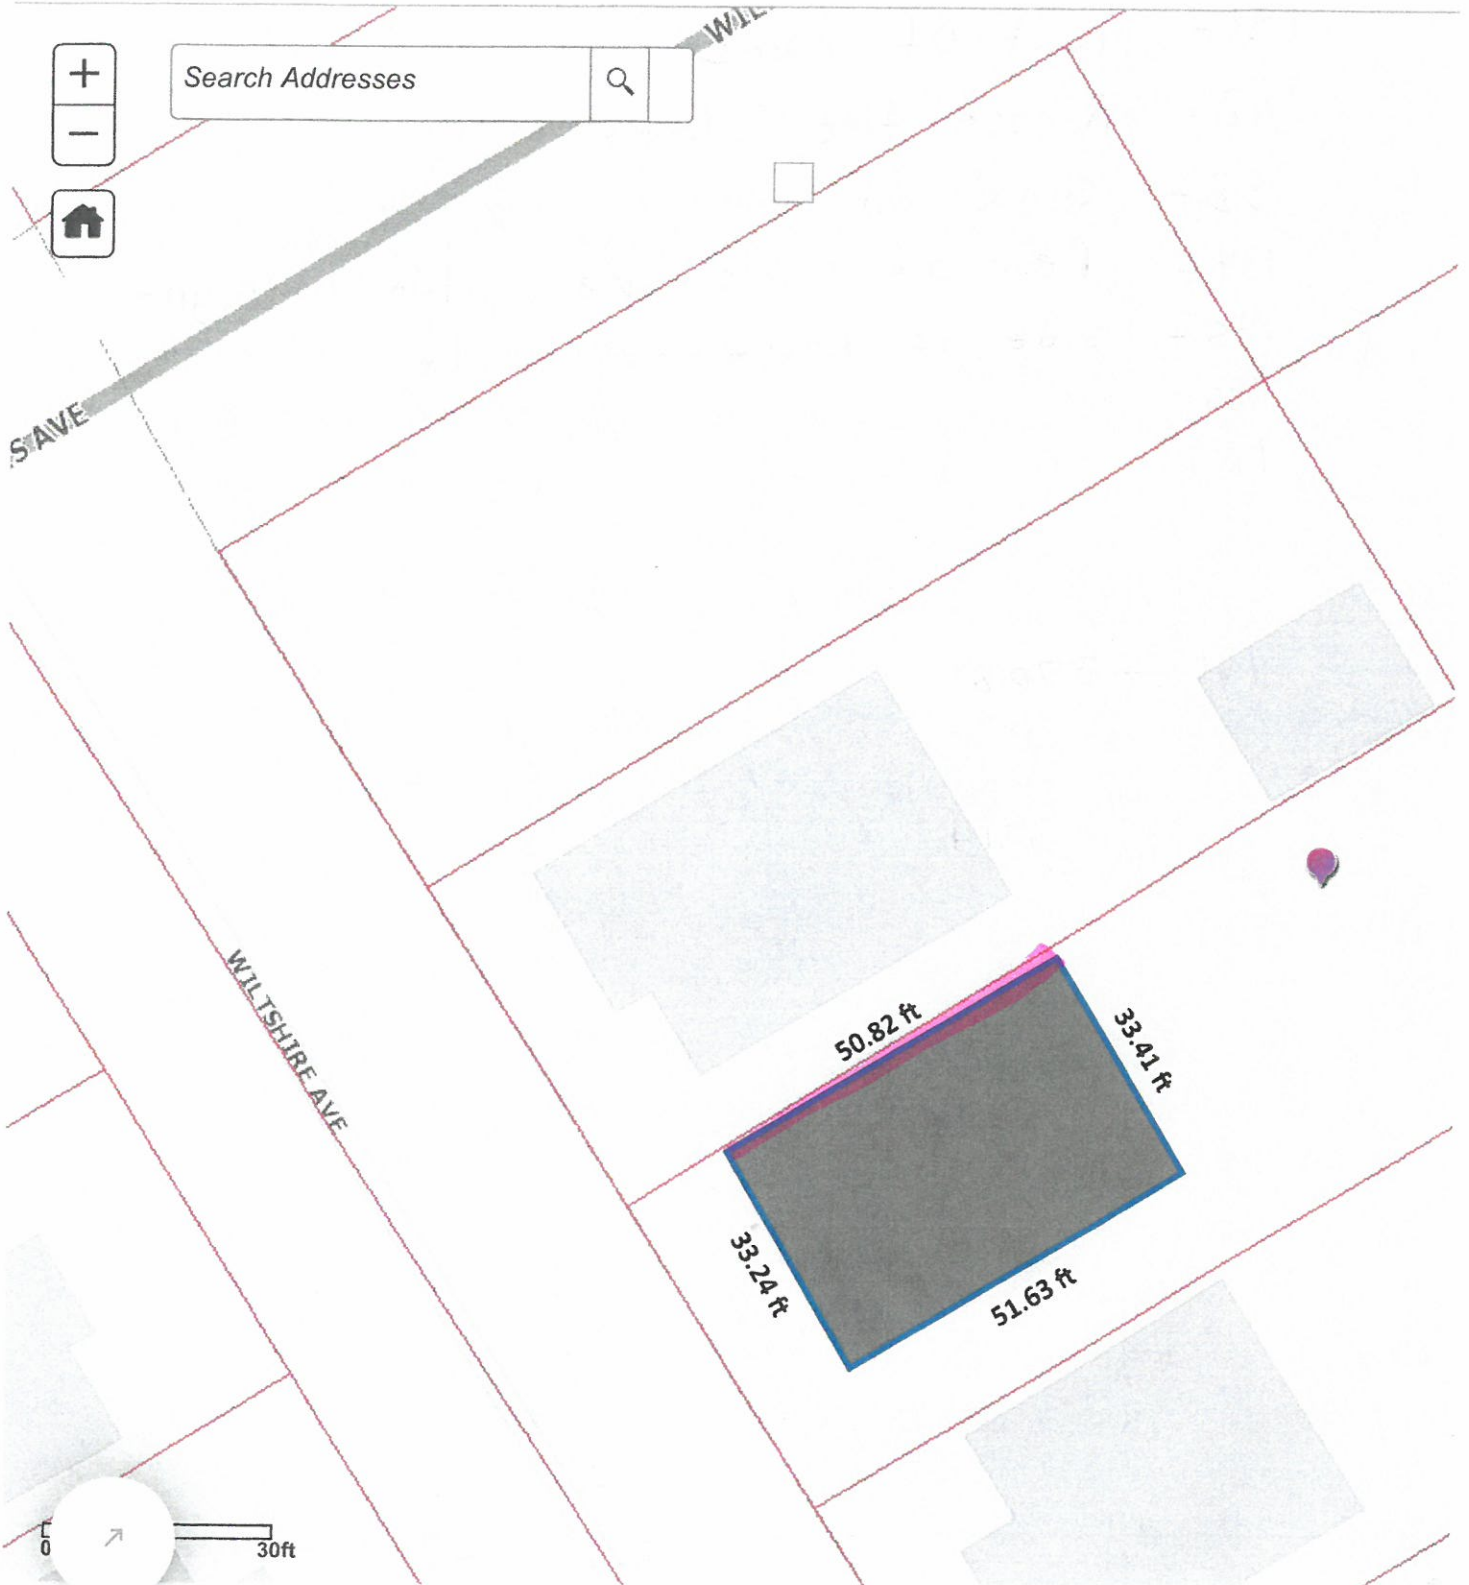 WIL
+
Search Addresses
−
S AVE
WILTSHIRE AVE
50.82 ft
33.41 ft
33.24 ft
51.63 ft
0
30ft